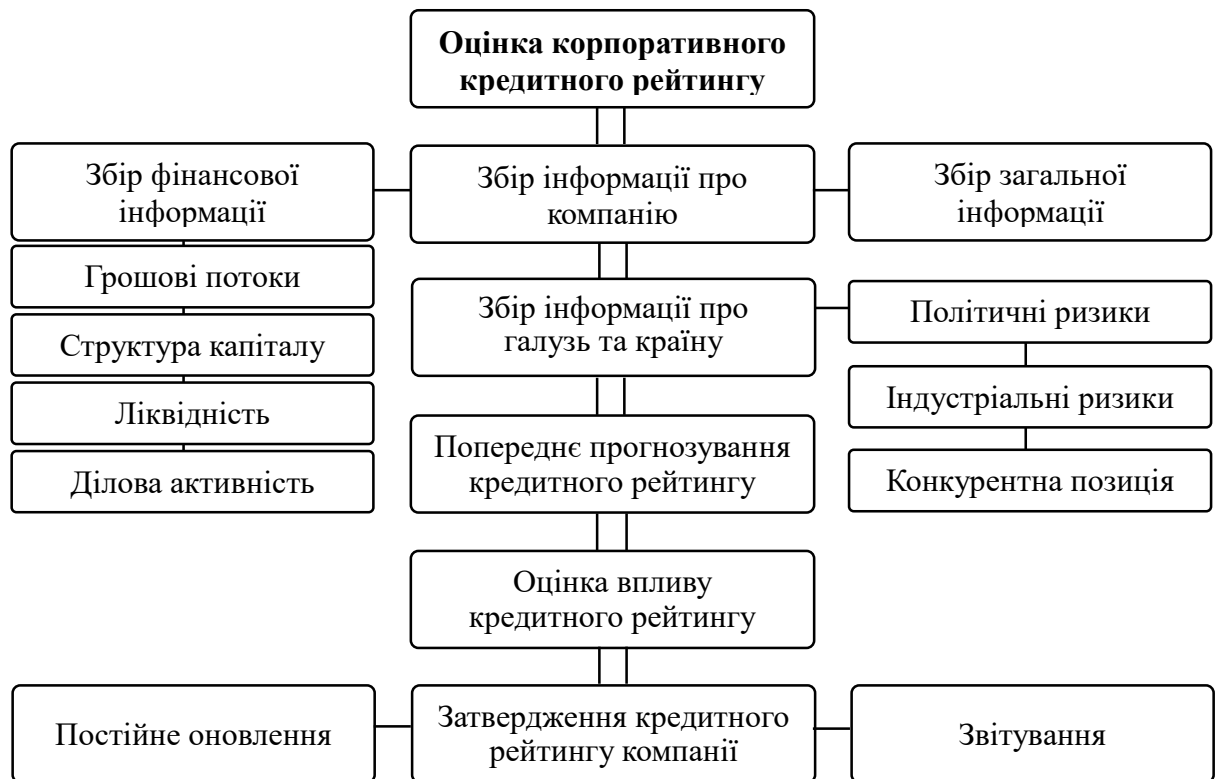 Оцінка корпоративного
кредитного рейтингу
Збір фінансової
інформації
Збір інформації про
компанію
Збір загальної
інформації
Грошові потоки
Структура капіталу
Ліквідність
Ділова активність
Збір інформації про
галузь та країну
Політичні ризики
Індустріальні ризики
Конкурентна позиція
Попереднє прогнозування
кредитного рейтингу
Оцінка впливу
кредитного рейтингу
Постійне оновлення
Затвердження кредитного
рейтингу компанії
Звітування